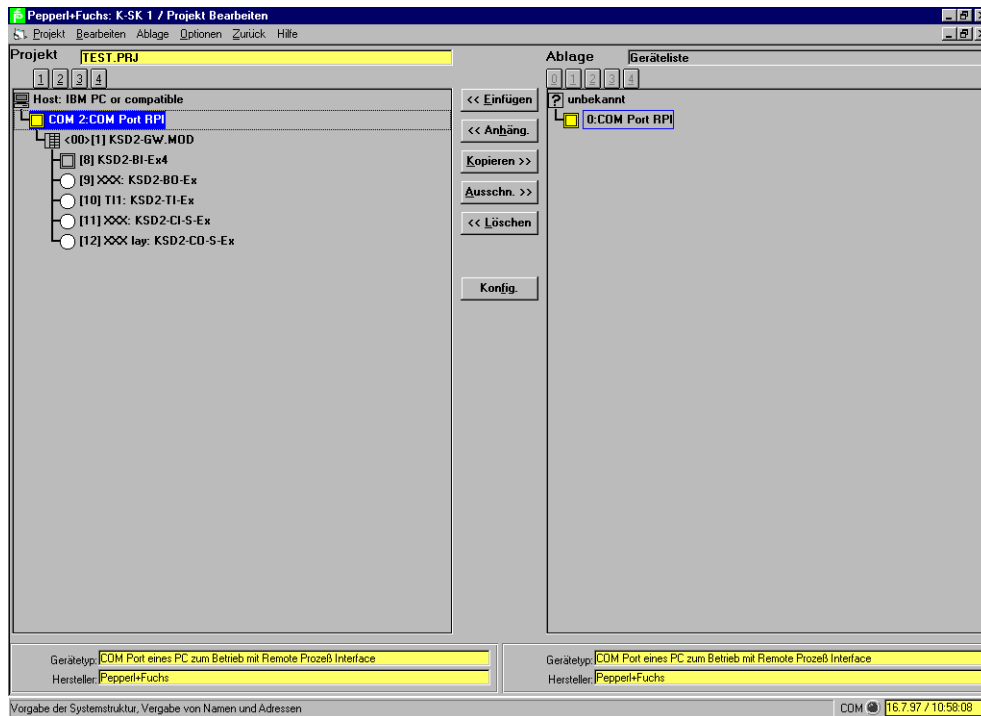 Pepperl+Fuchs: K-SK 1 / Projekt Bearbeiten
Projekt Bearbeiten Ablage Optionen Zurück Hilfe
Projekt TEST.PRJ
1 2 3 4
Host: IBM PC or compatible
COM 2:COM Port RPI
<00>[1] KSD2-GW.MOD
[8] KSD2-BI-Ex4
[9] XXX: KSD2-BO-Ex
[10] TI1: KSD2-TI-Ex
[11] XXX: KSD2-CI-S-Ex
[12] XXX lay: KSD2-CO-S-Ex
<< Einfügen
<< Anhäng.
Kopieren >>
Ausschn. >>
<< Löschen
Konfig.
Ablage Geräteliste
0 1 2 3 4
? unbekannt
0:COM Port RPI
Gerätetyp: COM Port eines PC zum Betrieb mit Remote Prozeß Interface
Hersteller: Pepperl+Fuchs
Gerätetyp: COM Port eines PC zum Betrieb mit Remote Prozeß Interface
Hersteller: Pepperl+Fuchs
Vorgabe der Systemstruktur, Vergabe von Namen und Adressen
COM 16.7.97 / 10:58:08